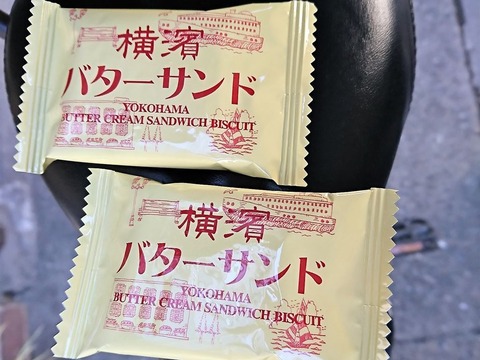 横濱
バターサンド
YOKOHAMA
BUTTER CREAM SANDWICH BISCUIT
横濱
バターサンド
YOKOHAMA
BUTTER CREAM SANDWICH BISCUIT